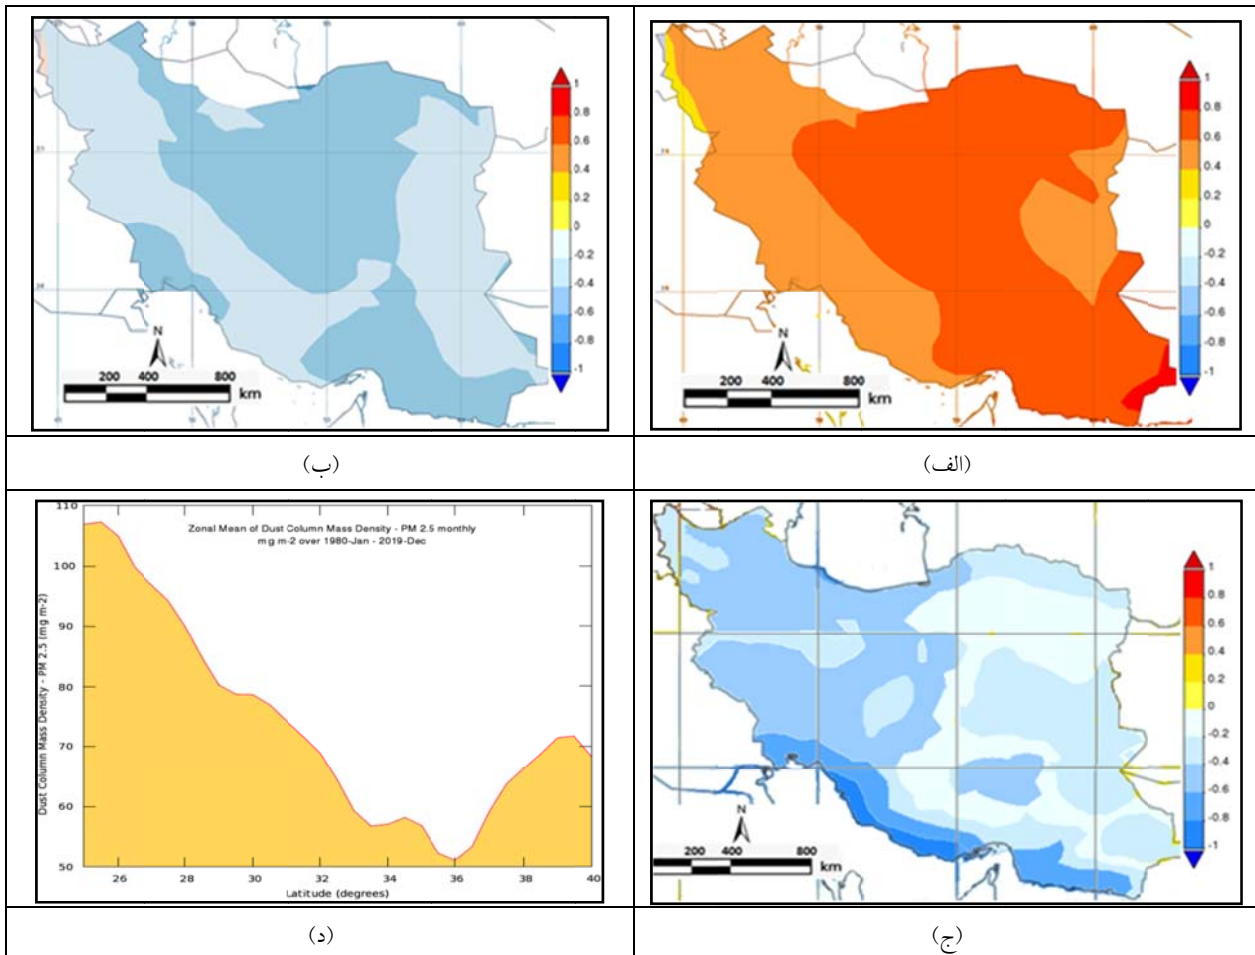 1
0.8
0.6
0.4
0.2
0
-0.2
-0.4
-0.6
-0.8
-1
N
200 400 800
km
(الف)
1
0.8
0.6
0.4
0.2
0
-0.2
-0.4
-0.6
-0.8
-1
N
200 400 800
km
(ب)
1
0.8
0.6
0.4
0.2
0
-0.2
-0.4
-0.6
-0.8
-1
N
200 400 800
km
(ج)
Zonal Mean of Dust Column Mass Density - PM 2.5 monthly
mg m-2 over 1980-Jan - 2019-Dec
Dust Column Mass Density - PM 2.5 (mg m-2)
110
100
90
80
70
60
50
26 28 30 32 34 36 38 40
Latitude (degrees)
(د)